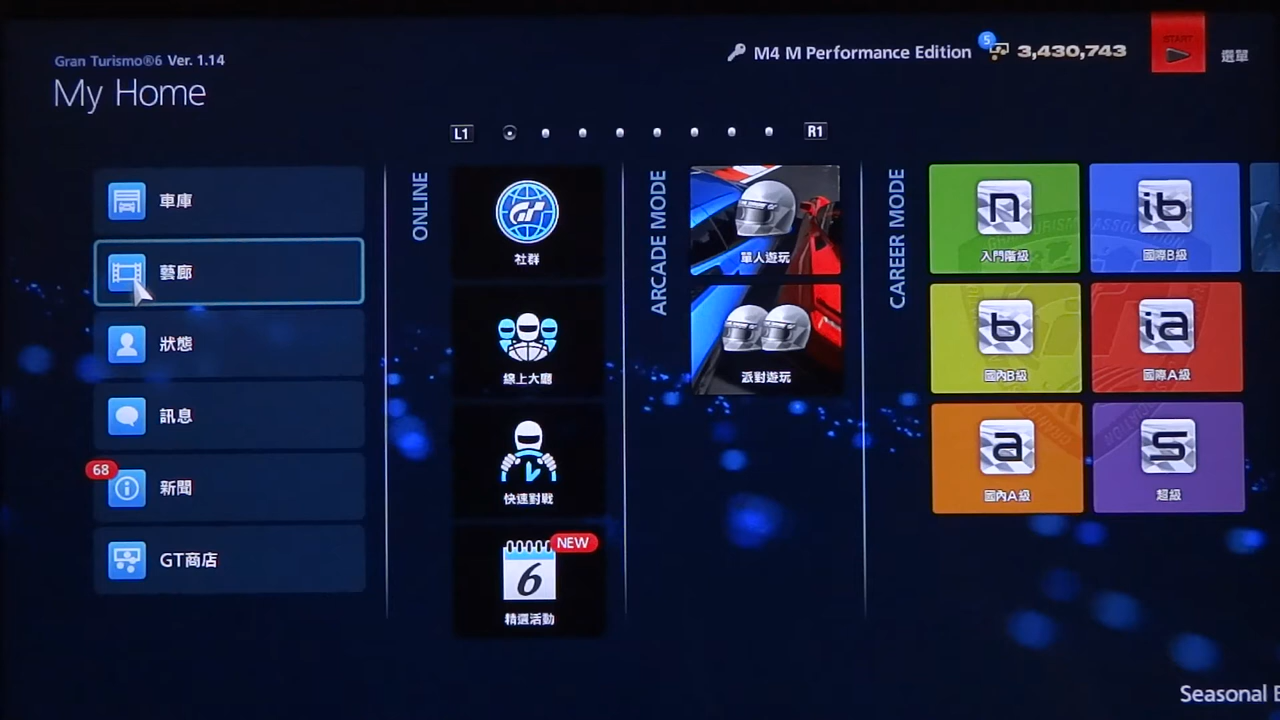 Gran Turismo®6 Ver. 1.14
My Home
M4 M Performance Edition
5
3,430,743
START
選單
L1
R1
車庫
藝廊
狀態
訊息
68
新聞
GT商店
ONLINE
社群
線上大廳
快速對戰
NEW
6
精選活動
ARCADE MODE
單人遊玩
派對遊玩
CAREER MODE
n
入門階級
ib
國際B級
b
國內B級
ia
國際A級
a
國內A級
s
超級
Seasonal E